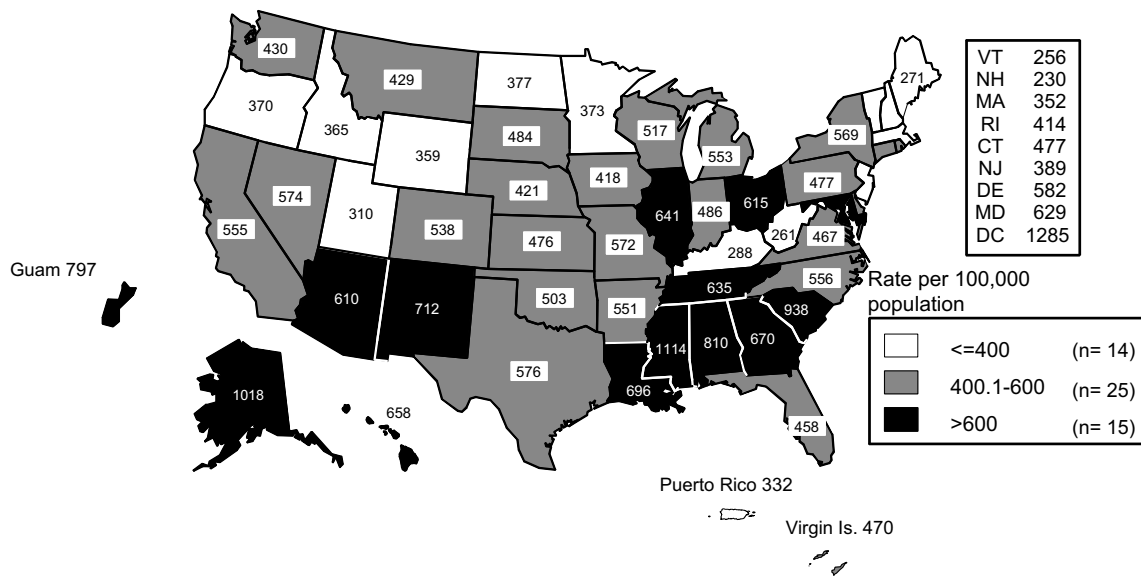 430
429
377
373
271
370
365
359
484
517
553
569
310
421
418
477
574
538
476
572
641
486
615
261
467
555
288
610
712
503
551
635
556
938
1114
810
670
576
696
458
1018
658
Guam 797
Puerto Rico 332
Virgin Is. 470
VT 256
NH 230
MA 352
RI 414
CT 477
NJ 389
DE 582
MD 629
DC 1285
Rate per 100,000
population
<=400 (n= 14)
400.1-600 (n= 25)
>600 (n= 15)